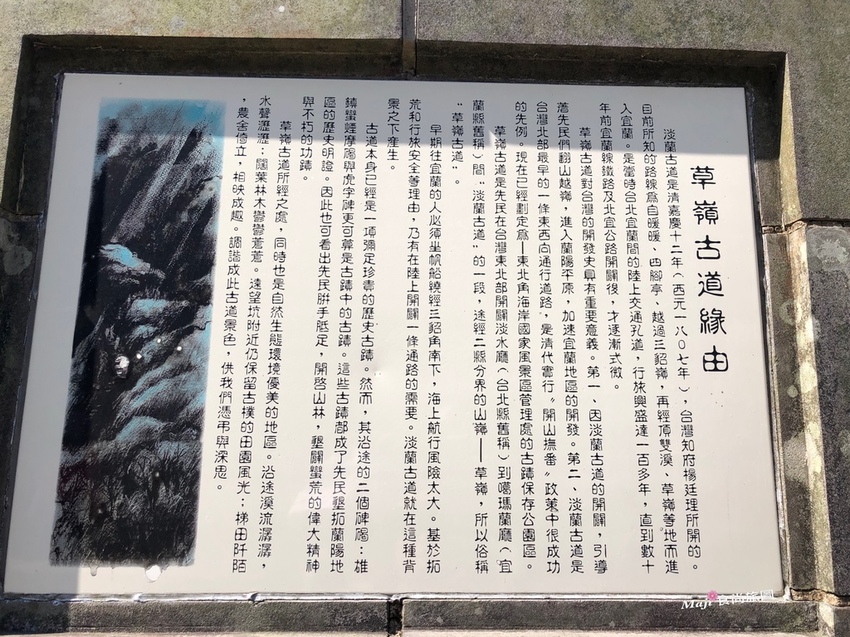 草嶺古道緣由
淡蘭古道是清嘉慶十二年(西元一八0七年),台灣知府楊廷理所開的。
目前所知的路線為自暖暖、四腳亭、越過三貂嶺,再經頂雙溪、草嶺等地而進
入宜蘭。是當時台北宜蘭間的陸上交通孔道,行旅興盛達一百多年,直到數十
年前宜蘭線鐵路及北宜公路開闢後,才逐漸式微。
草嶺古道對台灣的開發史具有重要意義。第一、因淡蘭古道的開闢,引導
著先民們翻山越嶺,進入蘭陽平原,加速宜蘭地區的開發。第二、淡蘭古道是
台灣北部最早的一條東西向通行道路,是清代實行“開山撫番”政策中很成功
的先例。現在已經劃定為—東北角海岸國家風景區管理處的古蹟保存公園區。
草嶺古道是先民在台灣東北部開闢淡水廳(台北縣舊稱)到噶瑪蘭廳(宜
蘭縣舊稱)間“淡蘭古道”的一段,途經二縣分界的山嶺——草嶺,所以俗稱
“草嶺古道”。
早期往宜蘭的人必須坐帆船繞經三貂角南下,海上航行風險太大。基於拓
荒和行旅安全等理由,乃有在陸上開闢一條通路的需要。淡蘭古道就在這種背
景之下產生。
古道本身已經是一項彌足珍貴的歷史古蹟。然而,其沿途的二個碑碣:雄
鎮蠻煙摩碣與虎字碑更可算是古蹟中的古蹟。這些古蹟都成了先民墾拓蘭陽地
區的歷史明證。因此也可看出先民胼手胝足,開啓山林,墾闢蠻荒的偉大精神
與不朽的功蹟。
草嶺古道所經之處,同時也是自然生態環境優美的地區。沿途溪流潺潺,
水聲瀝瀝;闊葉林木鬱鬱蒼蒼。遠望坑附近仍保留古樸的田園風光;梯田阡陌
,農舍倚立,相映成趣。調諧成此古道景色,供我們憑弔與深思。
Maji